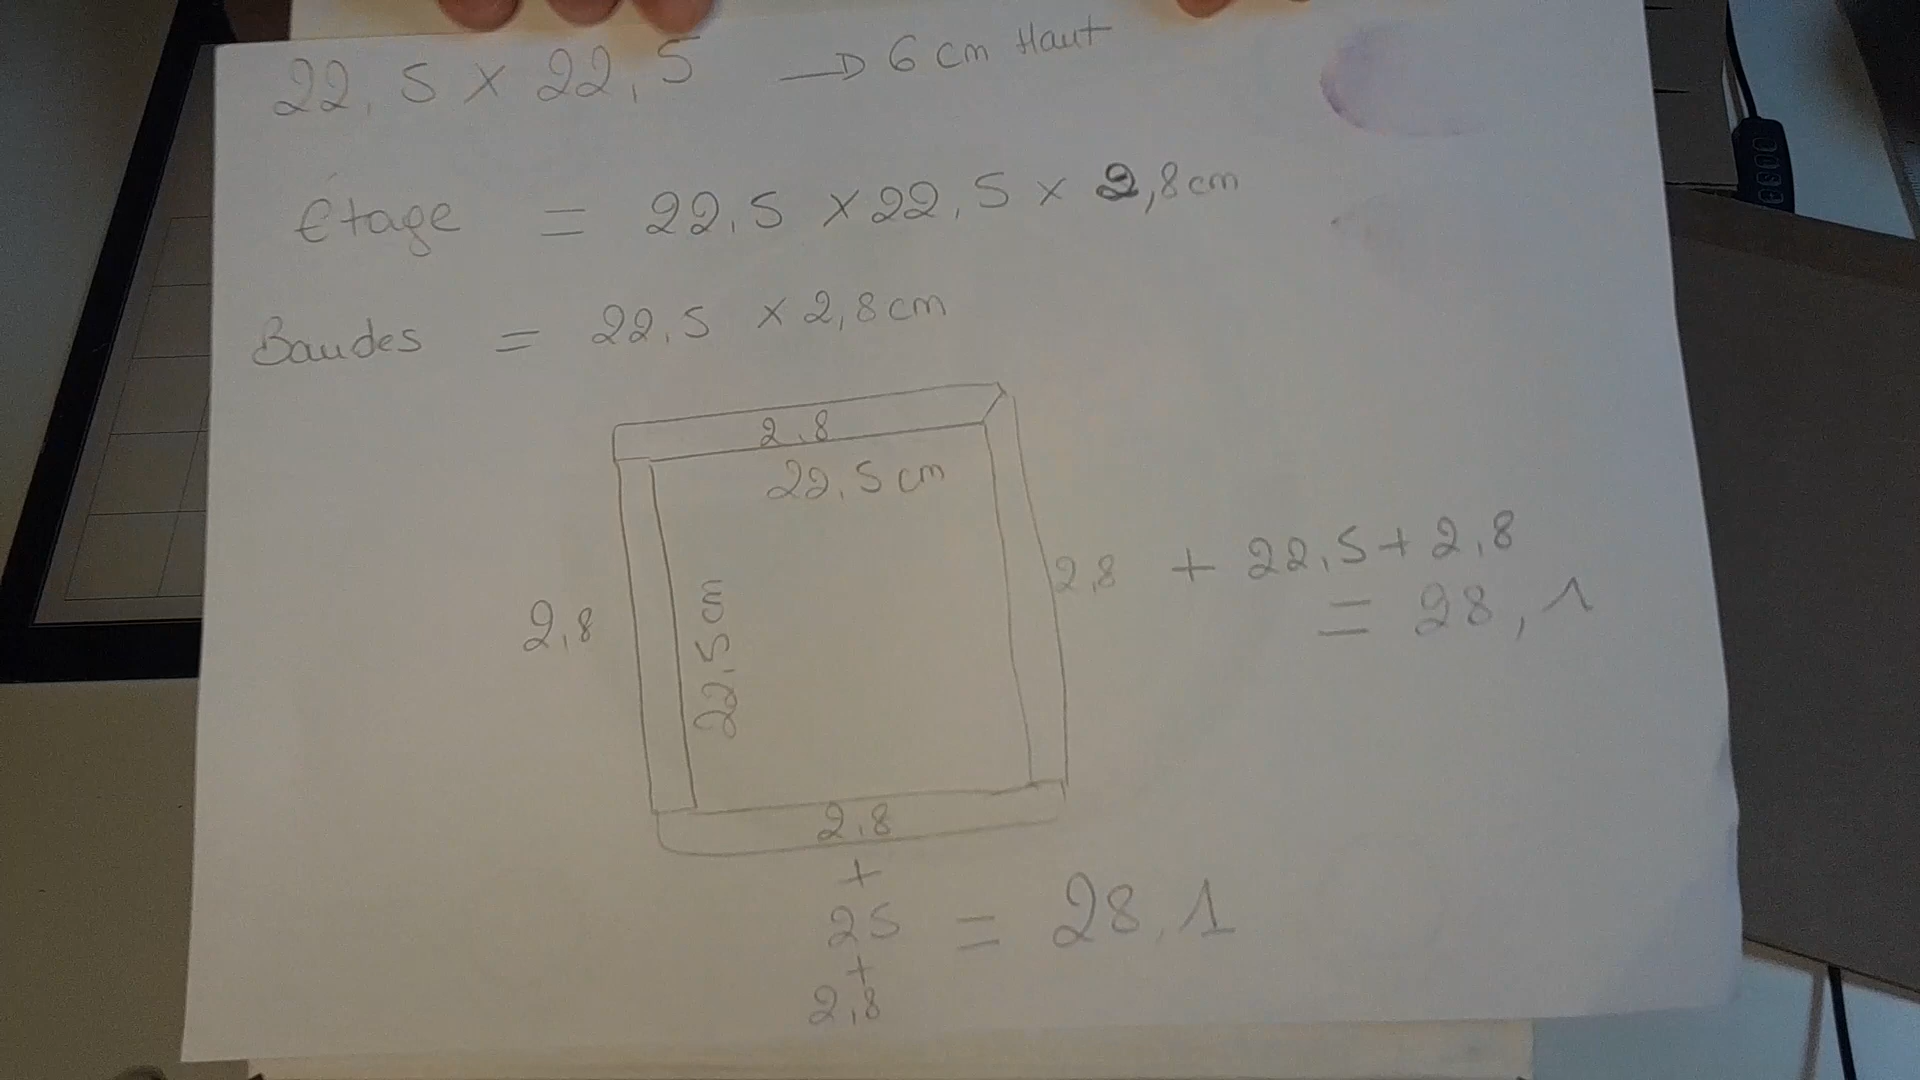 22,5 x 22,5 → 6 cm Haut
étage = 22,5 x 22,5 x 2,8 cm
Bandes = 22,5 x 2,8 cm
2,8
22,5 cm
2,8
22,5 cm
2,8 + 22,5 + 2,8
= 28,1
2,8
+
25 = 28,1
+
2,8